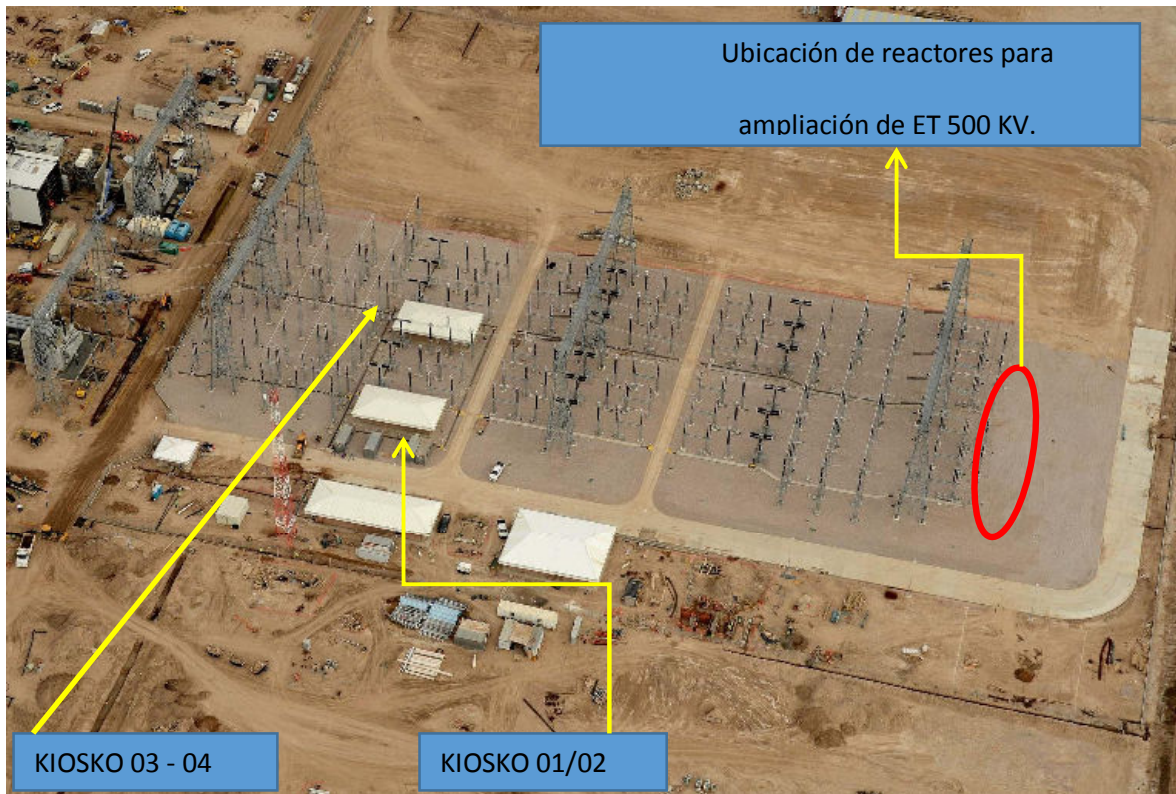 Ubicación de reactores para
ampliación de ET 500 KV.
KIOSKO 03 - 04
KIOSKO 01/02